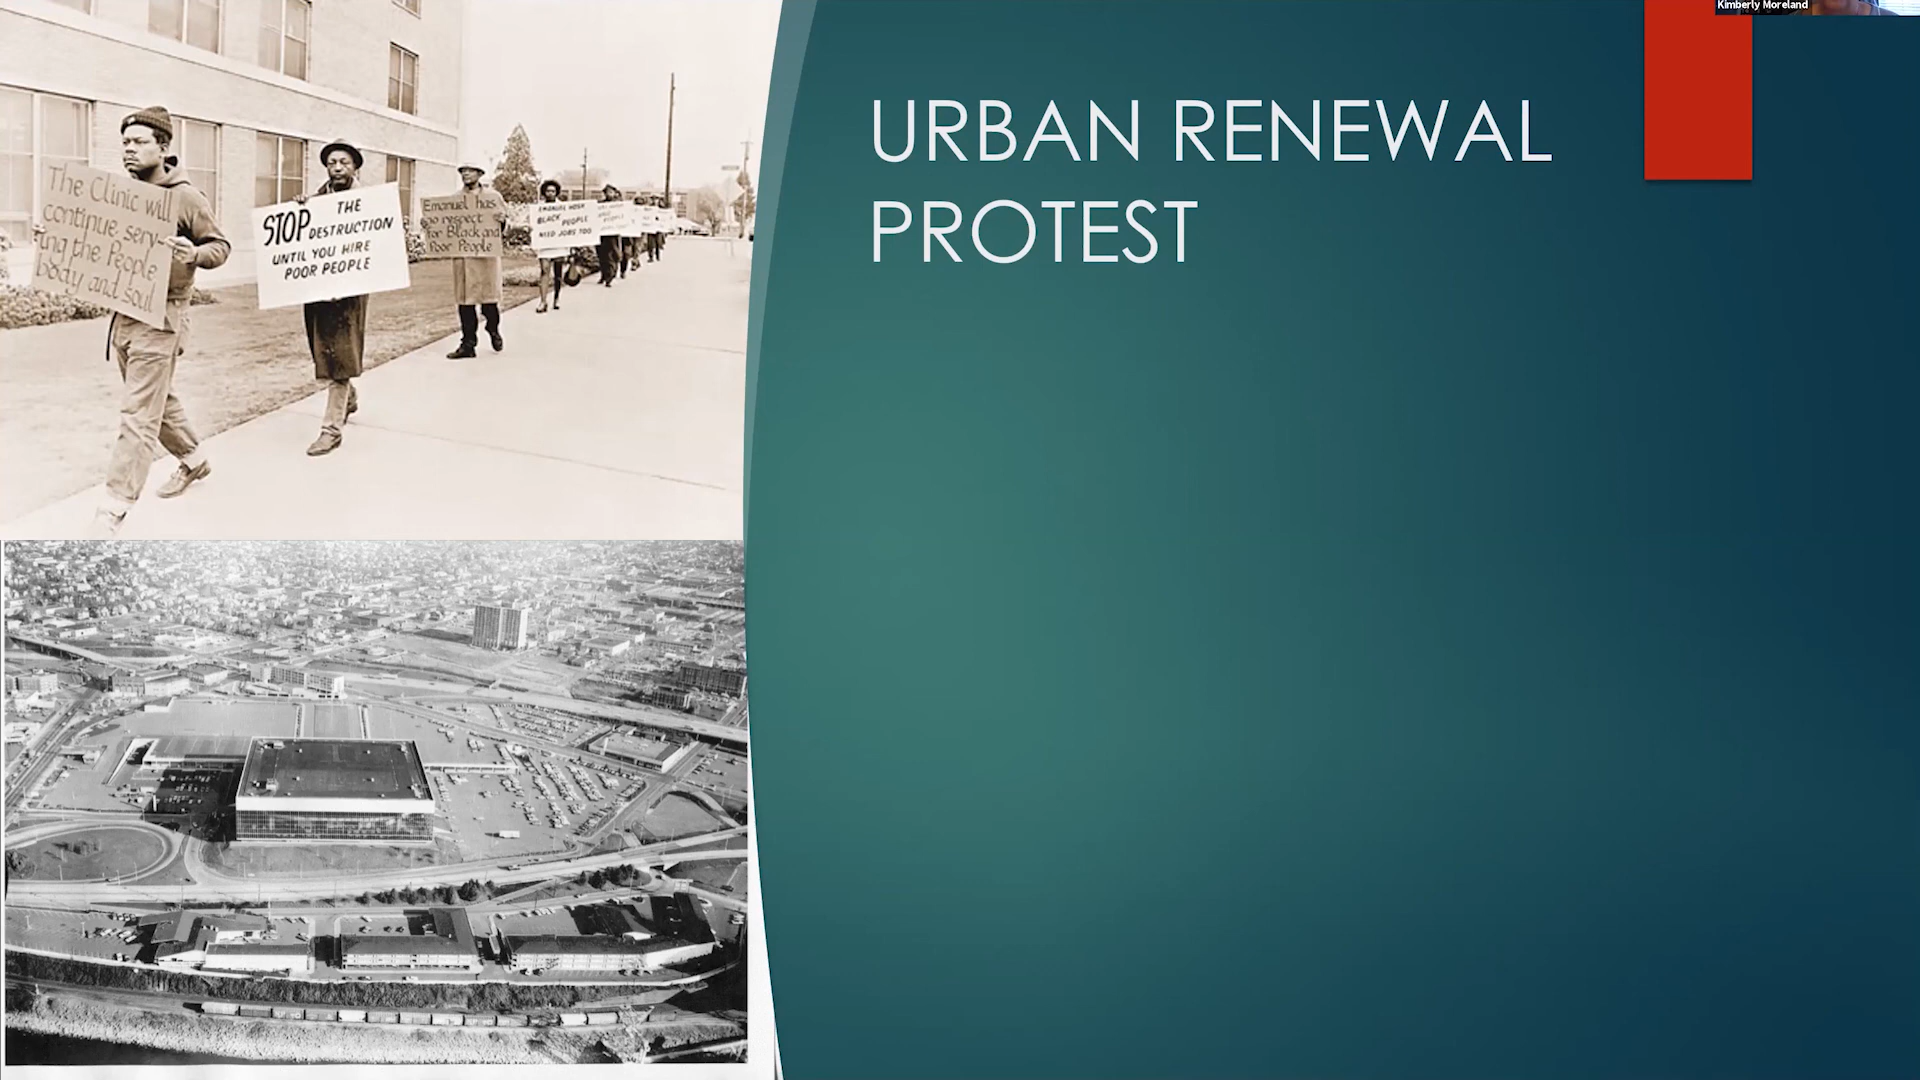 Kimberly Moreland
URBAN RENEWAL
PROTEST
The Clinic will
continue serv-
ing the People
body and soul
STOP THE
DESTRUCTION
UNTIL YOU HIRE
POOR PEOPLE
Emanuel has
no respect
for Black and
Poor People
EMANUEL HOSP.
BLACK PEOPLE
NEED JOBS TOO